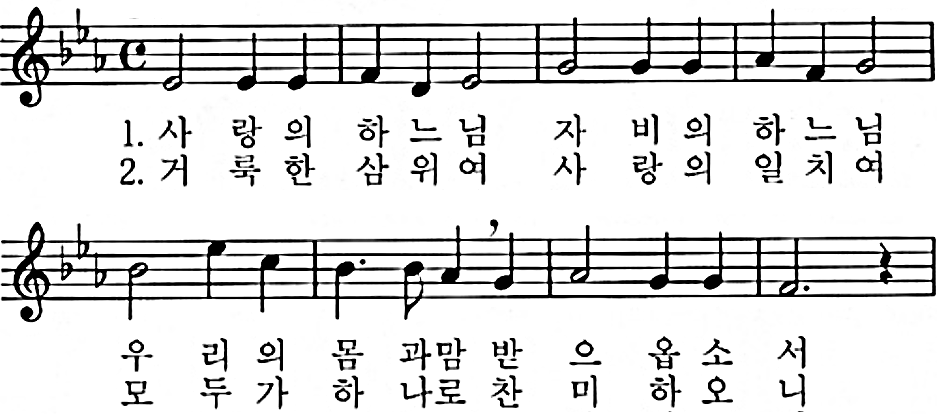 1. 사 랑 의 하 느 님 자 비 의 하 느 님
2. 거 룩 한 삼 위 여 사 랑 의 일 치 여
우 리 의 몸 과 맘 받 으 옵 소 서
모 두 가 하 나 로 찬 미 하 오 니